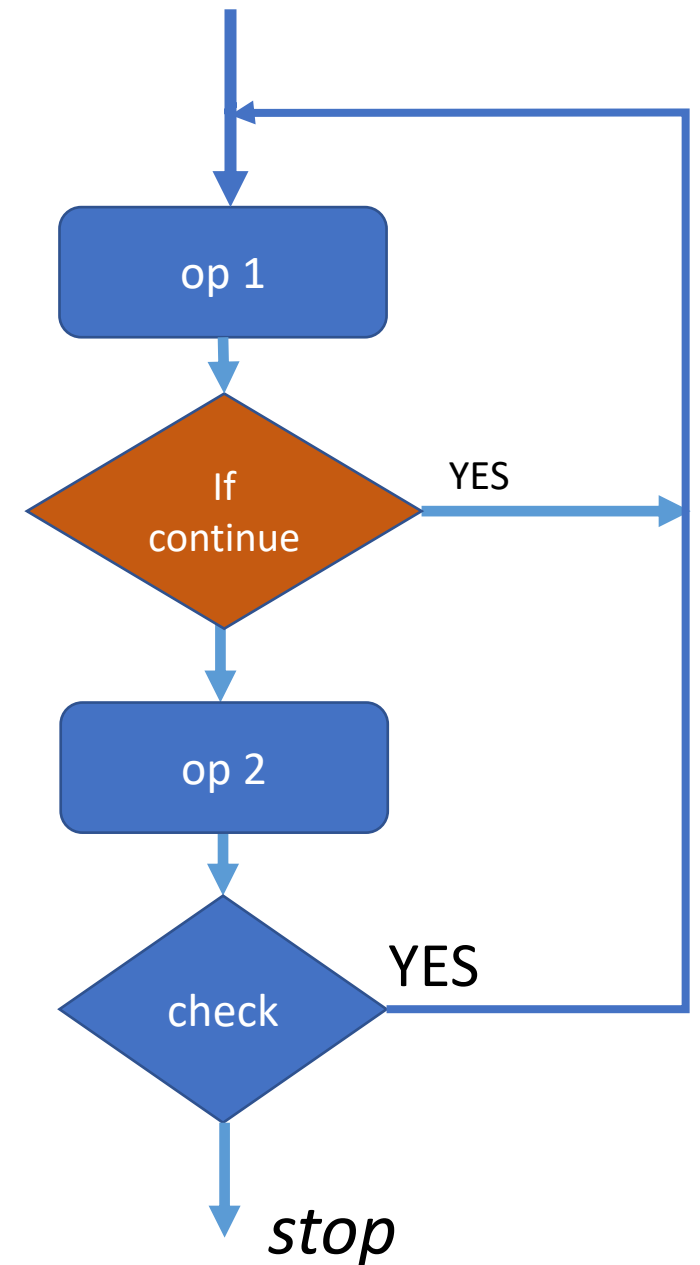 op 1
If
continue
YES
op 2
YES
check
stop